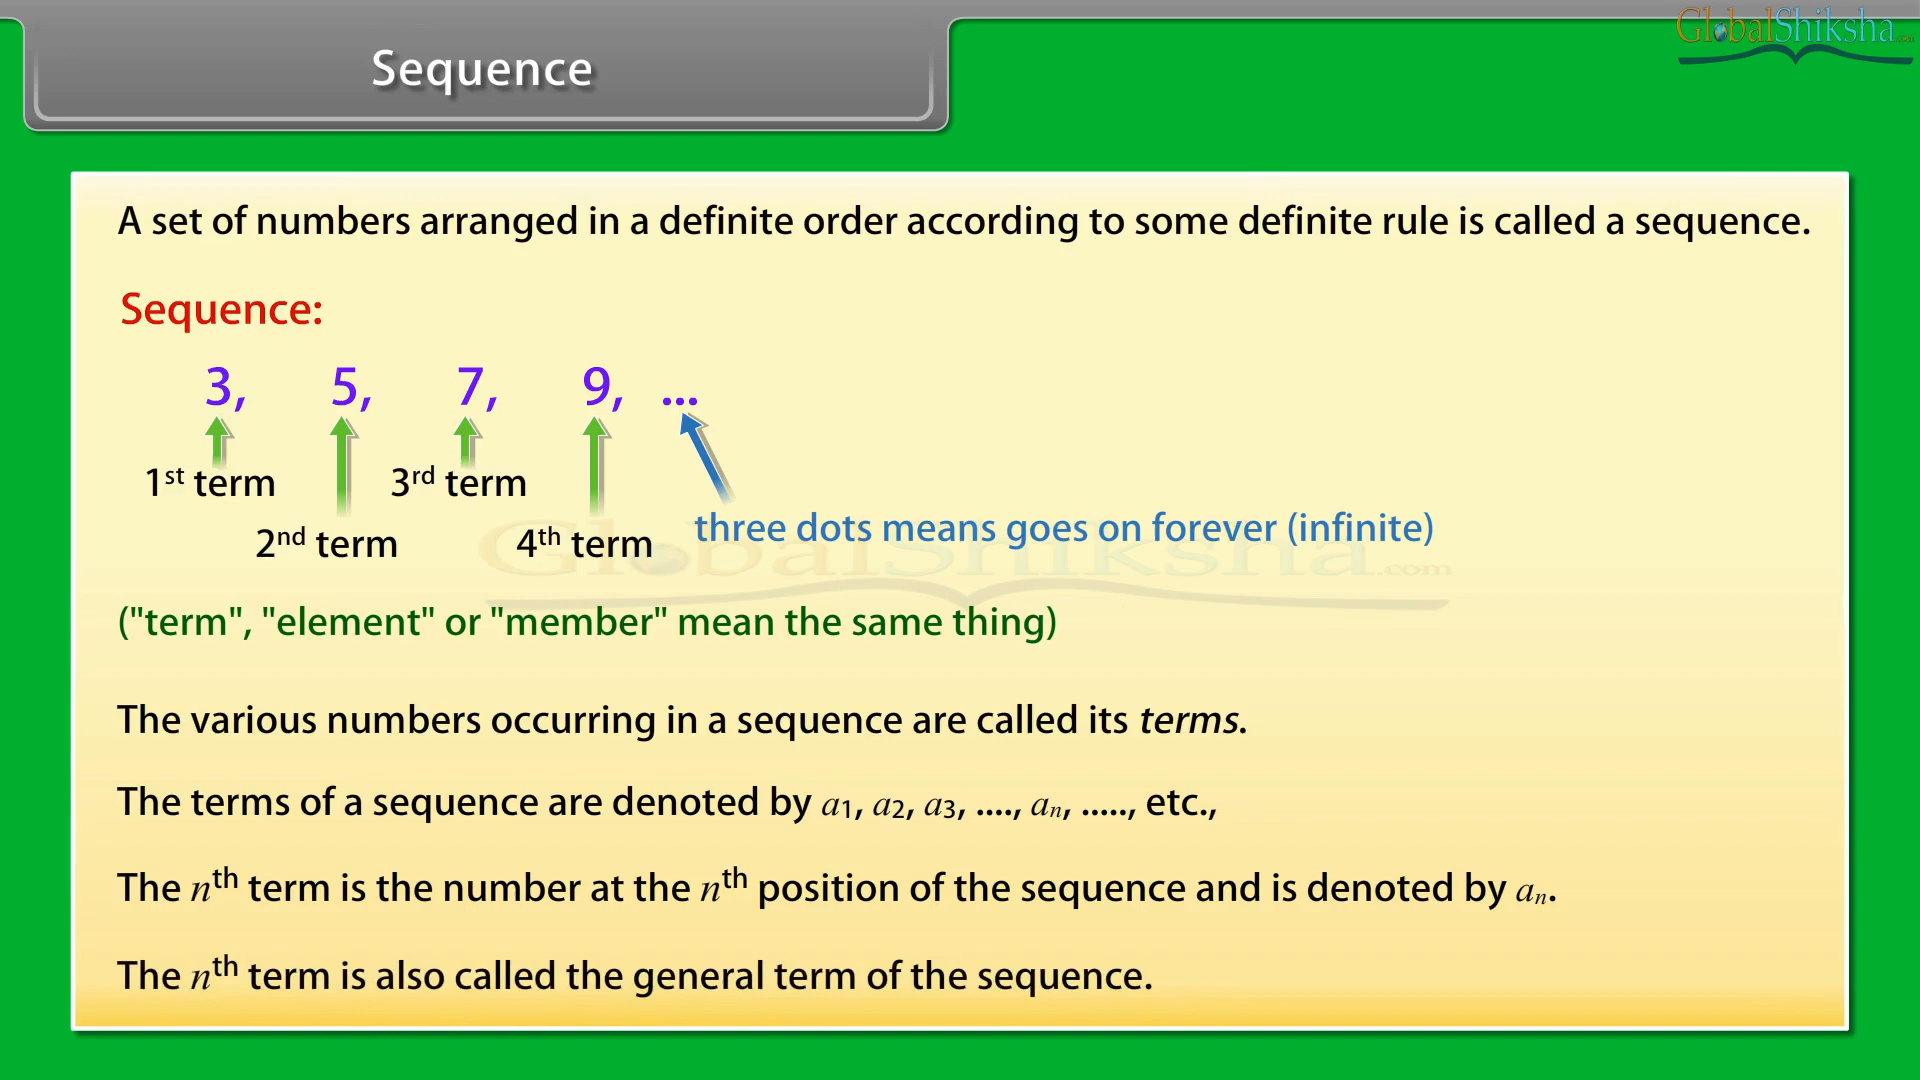 Sequence
GlobalShiksha.com
A set of numbers arranged in a definite order according to some definite rule is called a sequence.
Sequence:
3, 5, 7, 9, ...
1st term 3rd term
2nd term 4th term three dots means goes on forever (infinite)
GlobalShiksha.com
("term", "element" or "member" mean the same thing)
The various numbers occurring in a sequence are called its terms.
The terms of a sequence are denoted by a1, a2, a3, ...., an, ....., etc.,
The nth term is the number at the nth position of the sequence and is denoted by an.
The nth term is also called the general term of the sequence.